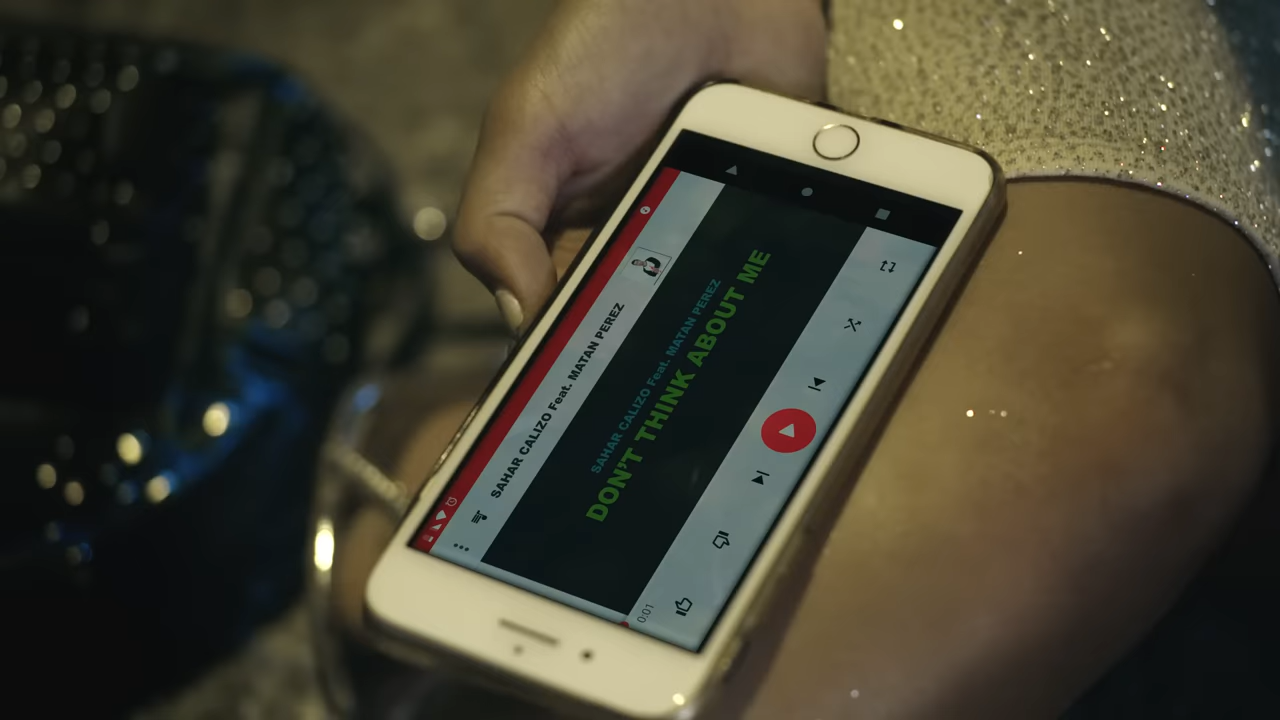 SAHAR CALIZO Feat. MATAN PEREZ
SAHAR CALIZO Feat. MATAN PEREZ
DON'T THINK ABOUT ME
0:01